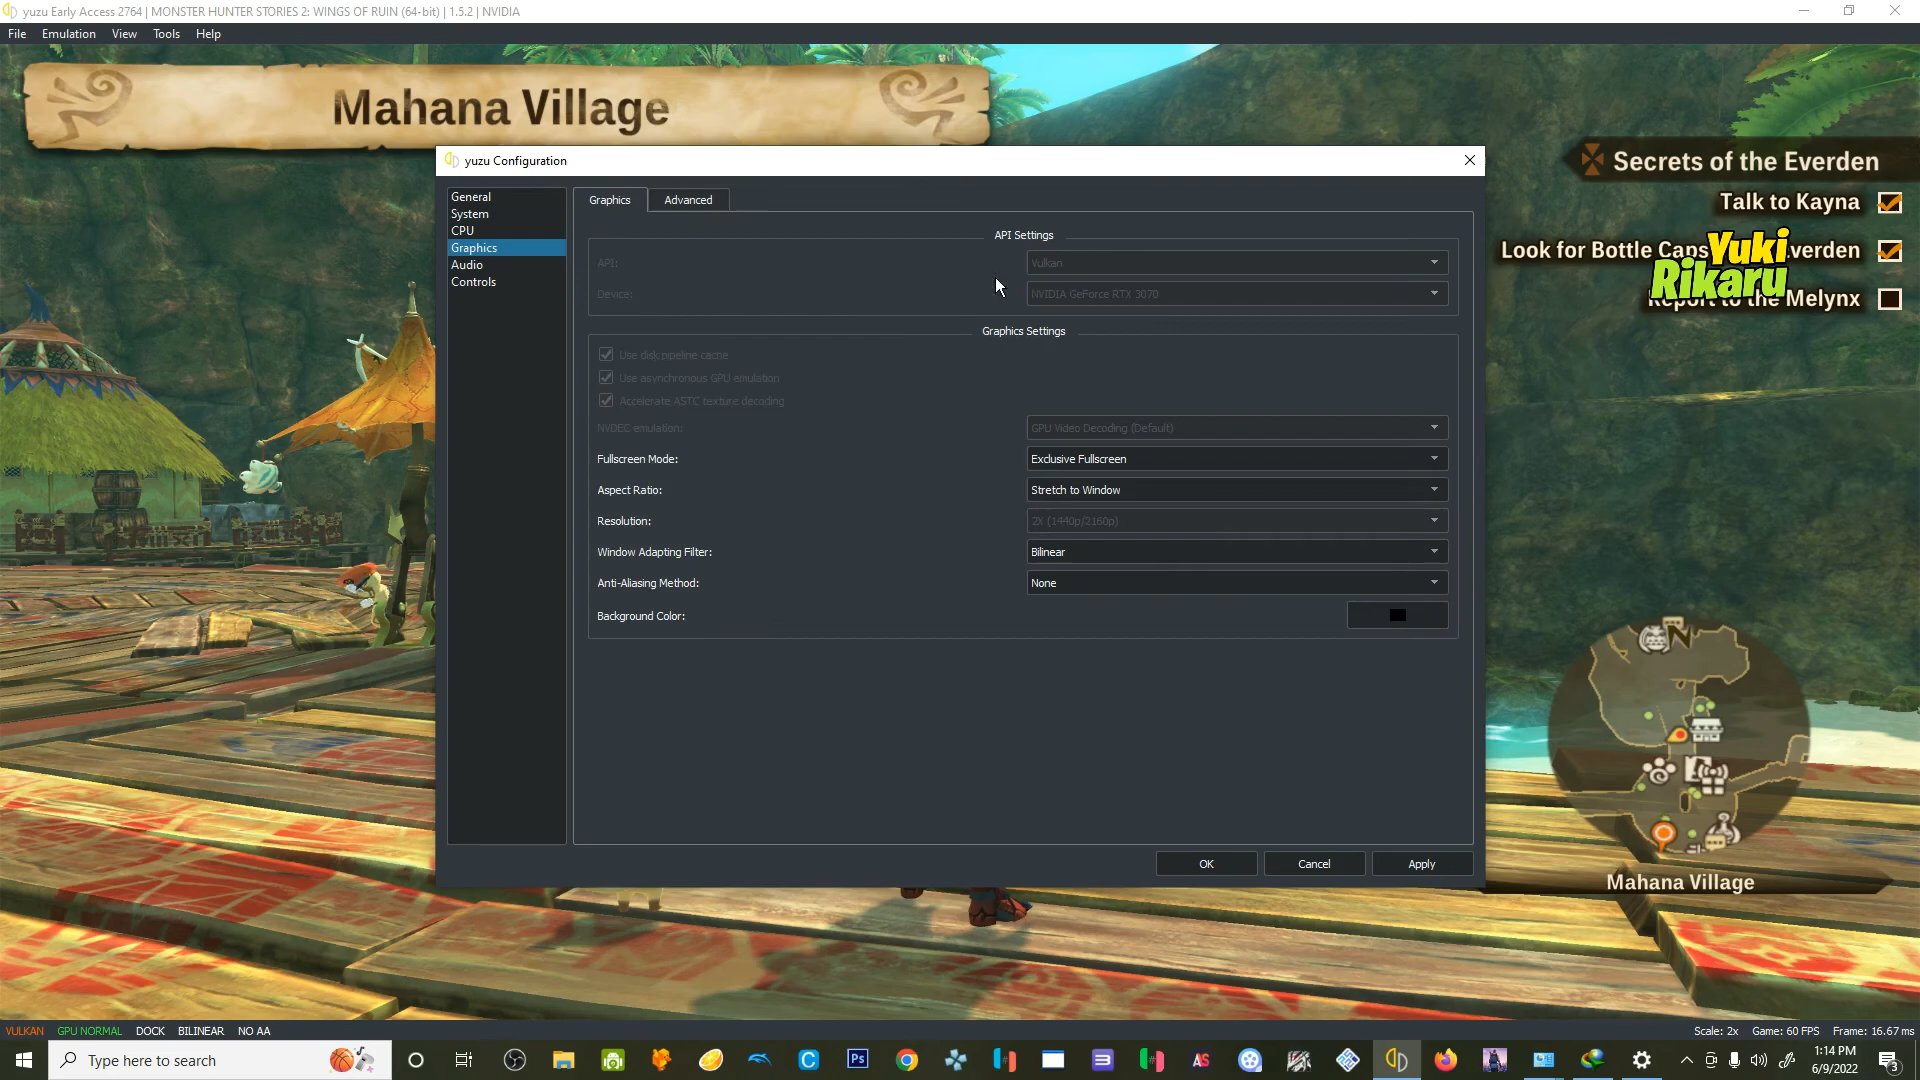 yuzu Early Access 2764 | MONSTER HUNTER STORIES 2: WINGS OF RUIN (64-bit) | 1.5.2 | NVIDIA
File Emulation View Tools Help
Mahana Village
Secrets of the Everden
Talk to Kayna
Look for Bottle Caps verden
Yuki
Rikaru
Report to the Melynx
yuzu Configuration
General
System
CPU
Graphics
Audio
Controls
Graphics Advanced
API Settings
API: Vulkan
Device: NVIDIA GeForce RTX 3070
Graphics Settings
Use disk pipeline cache
Use asynchronous GPU emulation
Accelerate ASTC texture decoding
NVDEC emulation: GPU Video Decoding (Default)
Fullscreen Mode: Exclusive Fullscreen
Aspect Ratio: Stretch to Window
Resolution: 2X (1440p/2160p)
Window Adapting Filter: Bilinear
Anti-Aliasing Method: None
Background Color:
OK Cancel Apply
N
Mahana Village
VULKAN GPU NORMAL DOCK BILINEAR NO AA Scale: 2x Game: 60 FPS Frame: 16.67 ms
Type here to search
Ps
AS
1:14 PM
6/9/2022
3